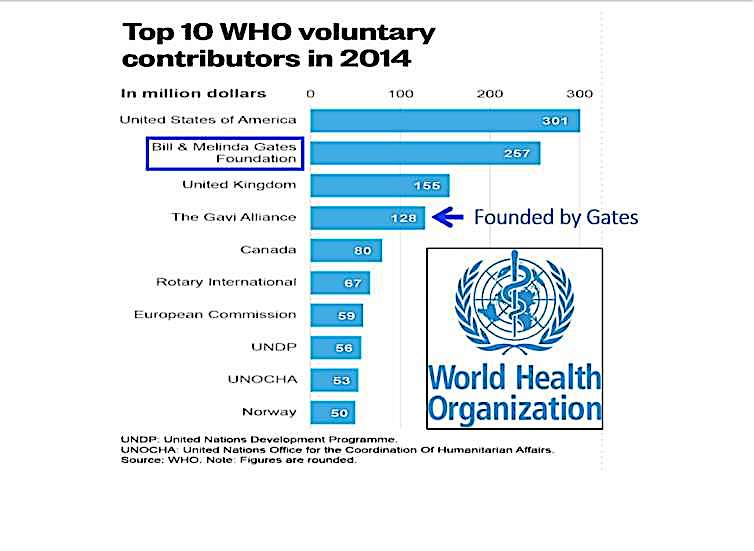 Top 10 WHO voluntary
contributors in 2014
In million dollars 0 100 200 300
United States of America 301
Bill & Melinda Gates
Foundation 257
United Kingdom 155
The Gavi Alliance 128 Founded by Gates
Canada 80
Rotary International 67
European Commission 59
UNDP 56
UNOCHA 53
Norway 50
World Health
Organization
UNDP: United Nations Development Programme.
UNOCHA: United Nations Office for the Coordination Of Humanitarian Affairs.
Source; WHO. Note: Figures are rounded.